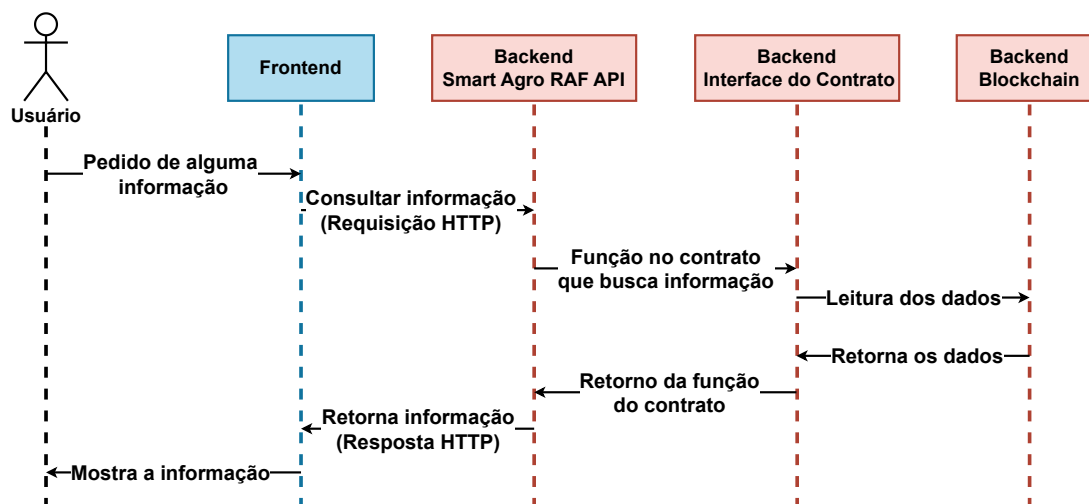 Usuário
Frontend
Backend
Smart Agro RAF API
Backend
Interface do Contrato
Backend
Blockchain
Pedido de alguma
informação
Consultar informação
(Requisição HTTP)
Função no contrato
que busca informação
Leitura dos dados
Retorna os dados
Retorno da função
do contrato
Retorna informação
(Resposta HTTP)
Mostra a informação